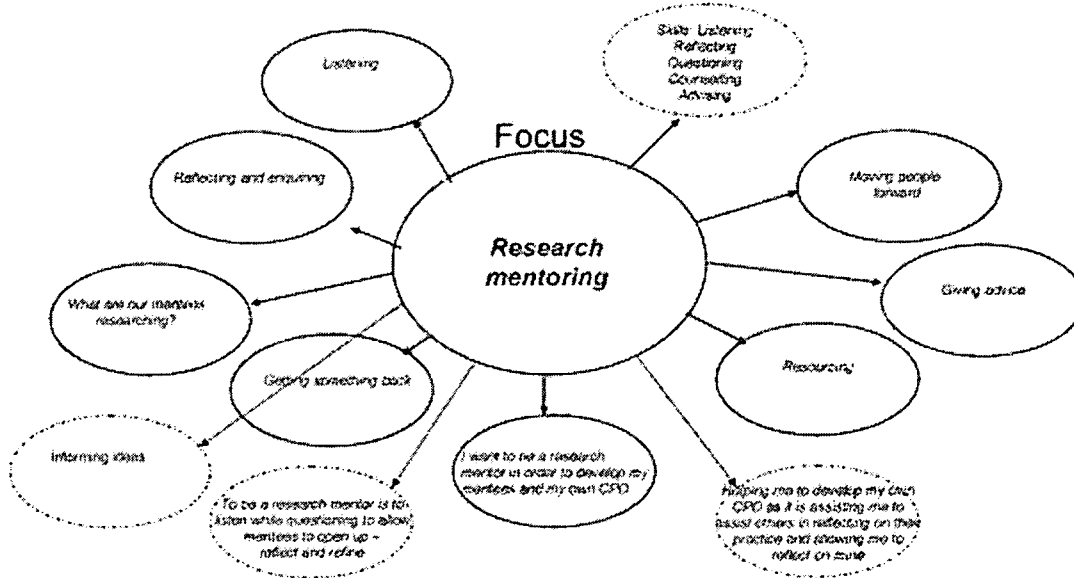 Skills: Listening
Reflecting
Questioning
Counselling
Advising
Listening
Focus
Reflecting and enquiring
Moving people
forward
Research
mentoring
What are our mentees
researching?
Giving advice
Getting something back
Resourcing
Informing ideas
I want to be a research
mentor in order to develop my
mentees and my own CPD
To be a research mentor is to
listen while questioning to allow
mentees to open up –
reflect and refine
Helping me to develop my own
CPD as it is assisting me to
assist others in reflecting on their
practice and allowing me to
reflect on mine